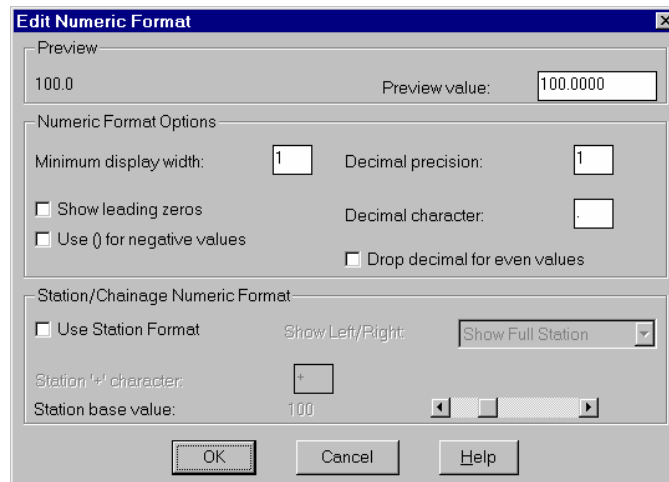 Edit Numeric Format
Preview
100.0
Preview value: 100.0000
Numeric Format Options
Minimum display width: 1
Decimal precision: 1
Show leading zeros
Decimal character: .
Use () for negative values
Drop decimal for even values
Station/Chainage Numeric Format
Use Station Format
Show Left/Right: Show Full Station
Station '+' character: +
Station base value: 100
OK
Cancel
Help